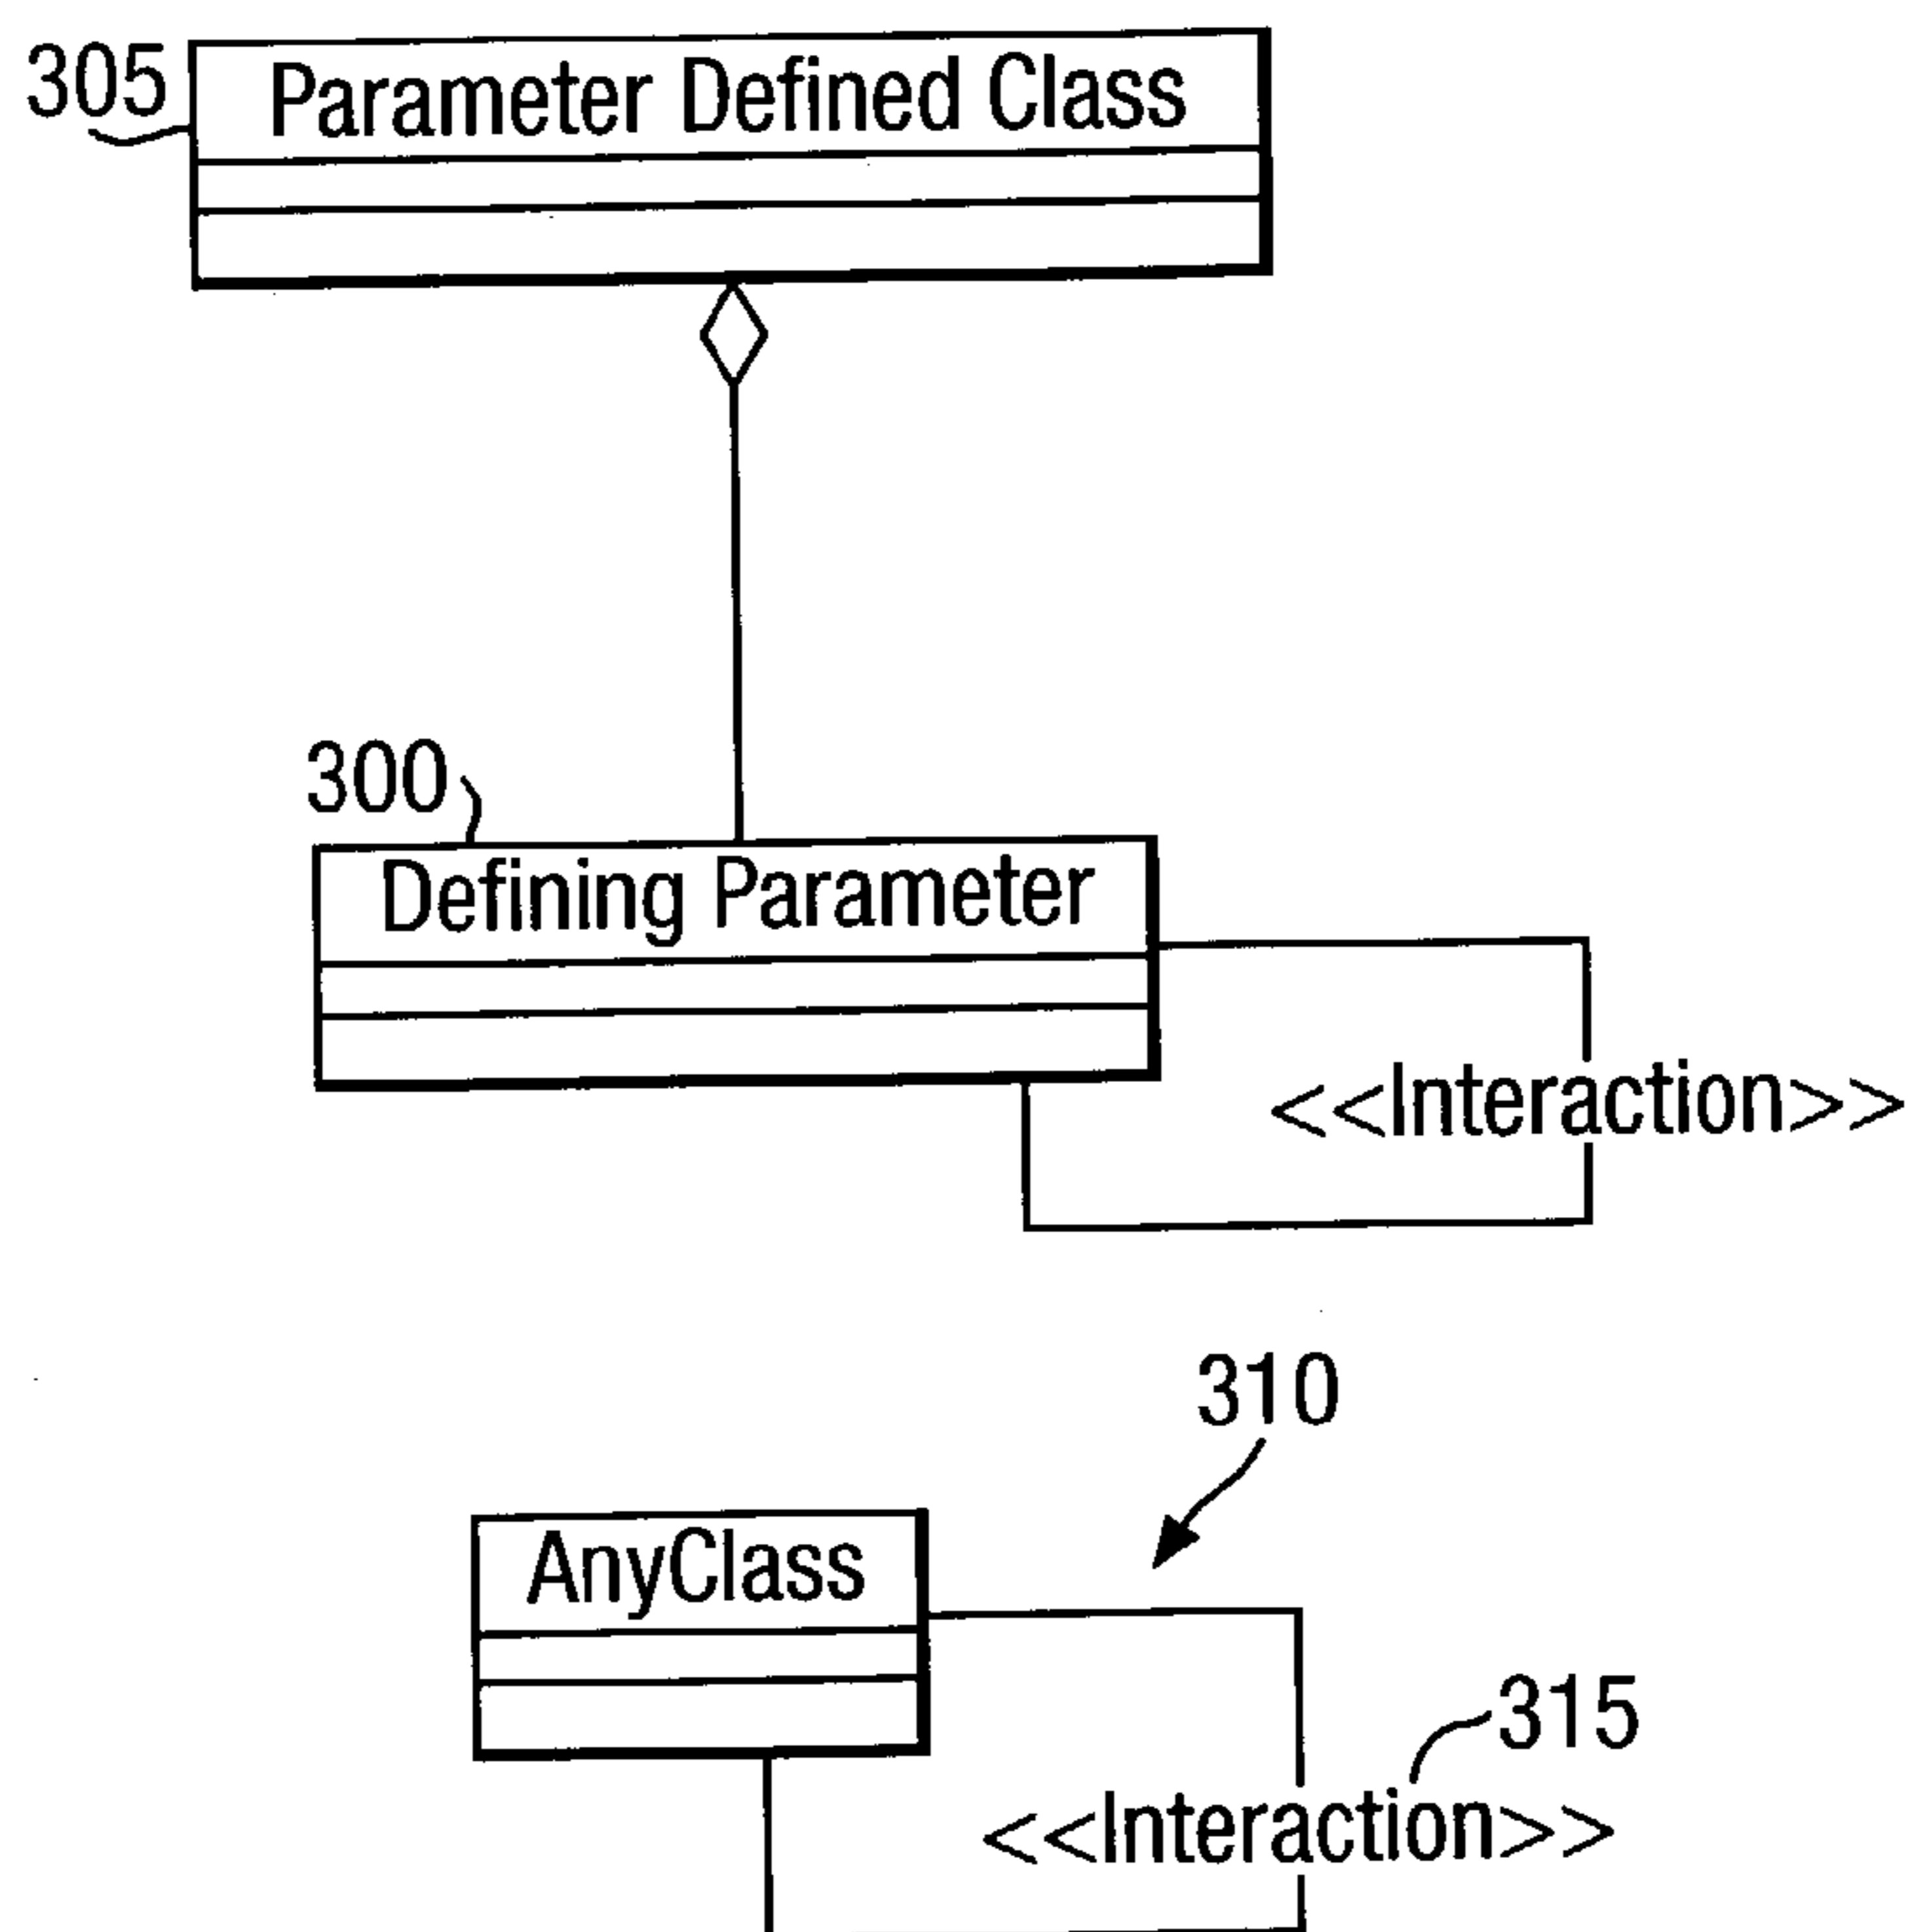 305
Parameter Defined Class
300
Defining Parameter
<<Interaction>>
310
AnyClass
315
<<Interaction>>